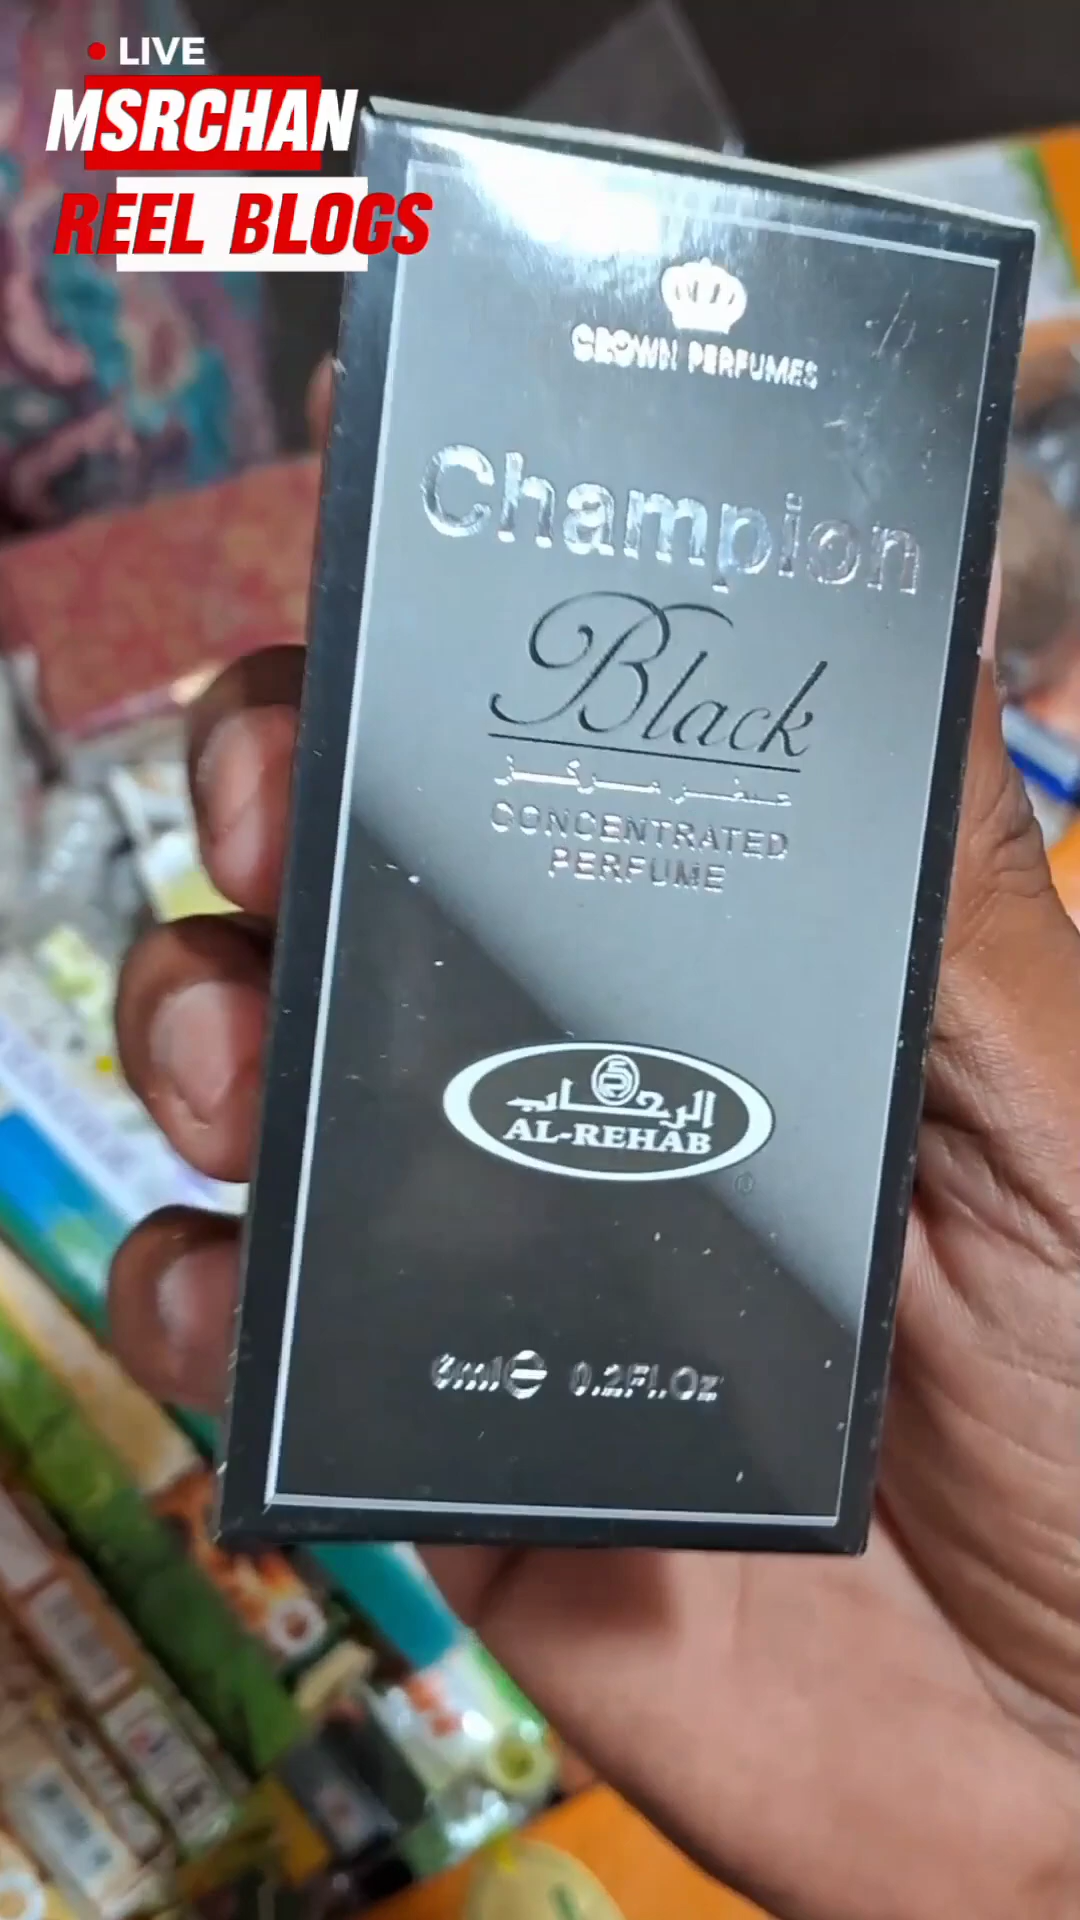 LIVE
MSRCHAN
REEL BLOGS
CROWN PERFUMES
Champion
Black
عطر مركز
CONCENTRATED
PERFUME
الرحاب
AL-REHAB
®
6ml e 0.2Fl.Oz